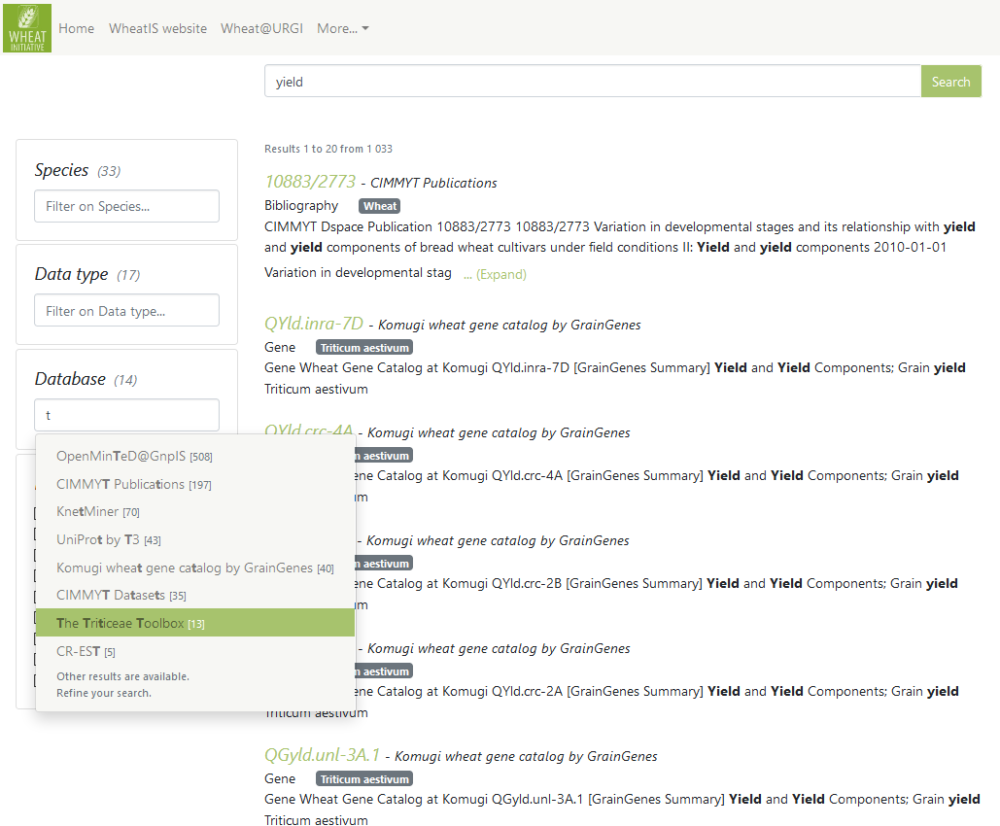 WHEAT
INITIATIVE
Home WheatIS website Wheat@URGI More...
yield Search
Results 1 to 20 from 1 033
Species (33)
Filter on Species...
Data type (17)
Filter on Data type...
Database (14)
t
OpenMinTeD@GnpIS [508]
CIMMYT Publications [197]
KnetMiner [70]
UniProt by T3 [43]
Komugi wheat gene catalog by GrainGenes [40]
CIMMYT Datasets [35]
The Triticeae Toolbox [13]
CR-EST [5]
Other results are available.
Refine your search.
10883/2773 - CIMMYT Publications
Bibliography Wheat
CIMMYT Dspace Publication 10883/2773 10883/2773 Variation in developmental stages and its relationship with yield
and yield components of bread wheat cultivars under field conditions II: Yield and yield components 2010-01-01
Variation in developmental stag ... (Expand)
QYld.inra-7D - Komugi wheat gene catalog by GrainGenes
Gene Triticum aestivum
Gene Wheat Gene Catalog at Komugi QYld.inra-7D [GrainGenes Summary] Yield and Yield Components; Grain yield
Triticum aestivum
QYld.crc-4A - Komugi wheat gene catalog by GrainGenes
m aestivum
ene Catalog at Komugi QYld.crc-4A [GrainGenes Summary] Yield and Yield Components; Grain yield
m
- Komugi wheat gene catalog by GrainGenes
m aestivum
ene Catalog at Komugi QYld.crc-2B [GrainGenes Summary] Yield and Yield Components; Grain yield
m
- Komugi wheat gene catalog by GrainGenes
m aestivum
ene Catalog at Komugi QYld.crc-2A [GrainGenes Summary] Yield and Yield Components; Grain yield
Triticum aestivum
QGyld.unl-3A.1 - Komugi wheat gene catalog by GrainGenes
Gene Triticum aestivum
Gene Wheat Gene Catalog at Komugi QGyld.unl-3A.1 [GrainGenes Summary] Yield and Yield Components; Grain yield
Triticum aestivum